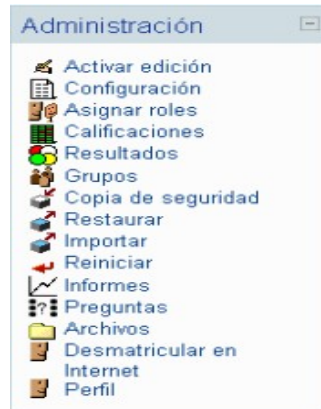 Administración
Activar edición
Configuración
Asignar roles
Calificaciones
Resultados
Grupos
Copia de seguridad
Restaurar
Importar
Reiniciar
Informes
Preguntas
Archivos
Desmatricular en
Internet
Perfil